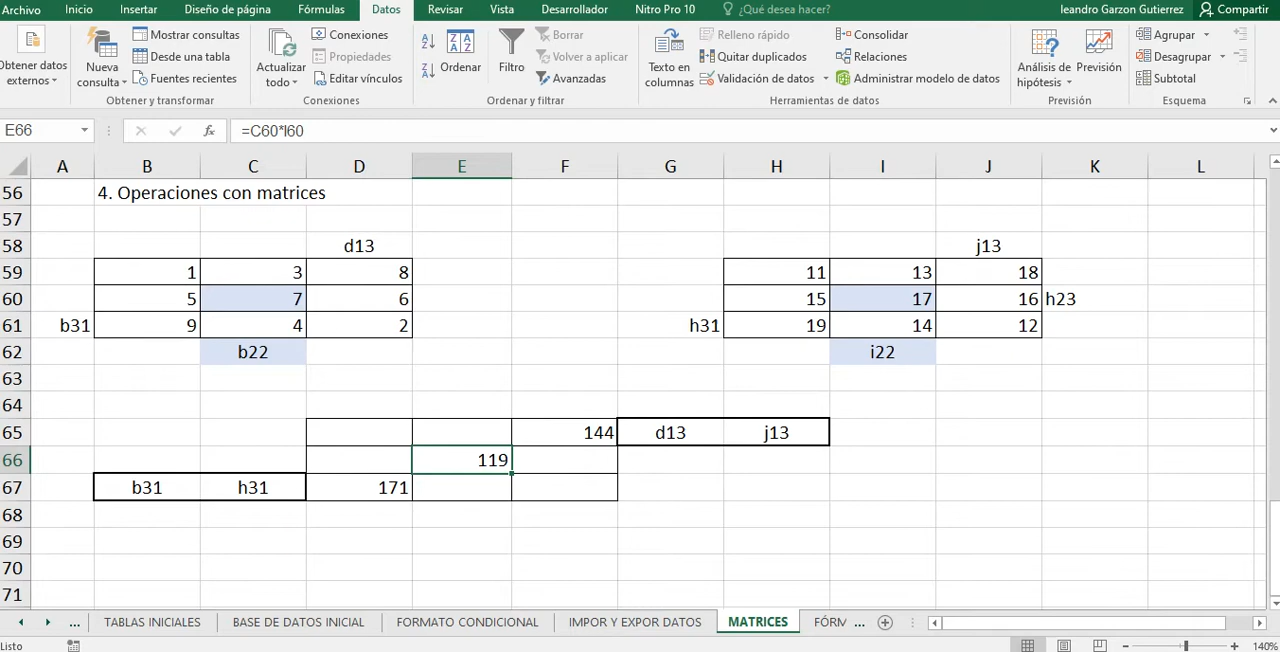 Archivo Inicio Insertar Diseño de página Fórmulas Datos Revisar Vista Desarrollador Nitro Pro 10 ¿Qué desea hacer? leandro Garzon Gutierrez Compartir
Obtener datos externos
Nueva consulta
Mostrar consultas
Desde una tabla
Fuentes recientes
Obtener y transformar
Actualizar todo
Conexiones
Propiedades
Editar vínculos
Conexiones
Ordenar
Filtro
Borrar
Volver a aplicar
Avanzadas
Ordenar y filtrar
Texto en columnas
Relleno rápido
Quitar duplicados
Validación de datos
Consolidar
Relaciones
Administrar modelo de datos
Herramientas de datos
Análisis de hipótesis
Previsión
Previsión
Agrupar
Desagrupar
Subtotal
Esquema
E66 fx =C60*I60
A B C D E F G H I J K L
56 4. Operaciones con matrices
57
58 d13 j13
59 1 3 8 11 13 18
60 5 7 6 15 17 16 h23
61 b31 9 4 2 h31 19 14 12
62 b22 i22
63
64
65 144 d13 j13
66 119
67 b31 h31 171
68
69
70
71
... TABLAS INICIALES BASE DE DATOS INICIAL FORMATO CONDICIONAL IMPOR Y EXPOR DATOS MATRICES FÓRM ...
Listo 140%